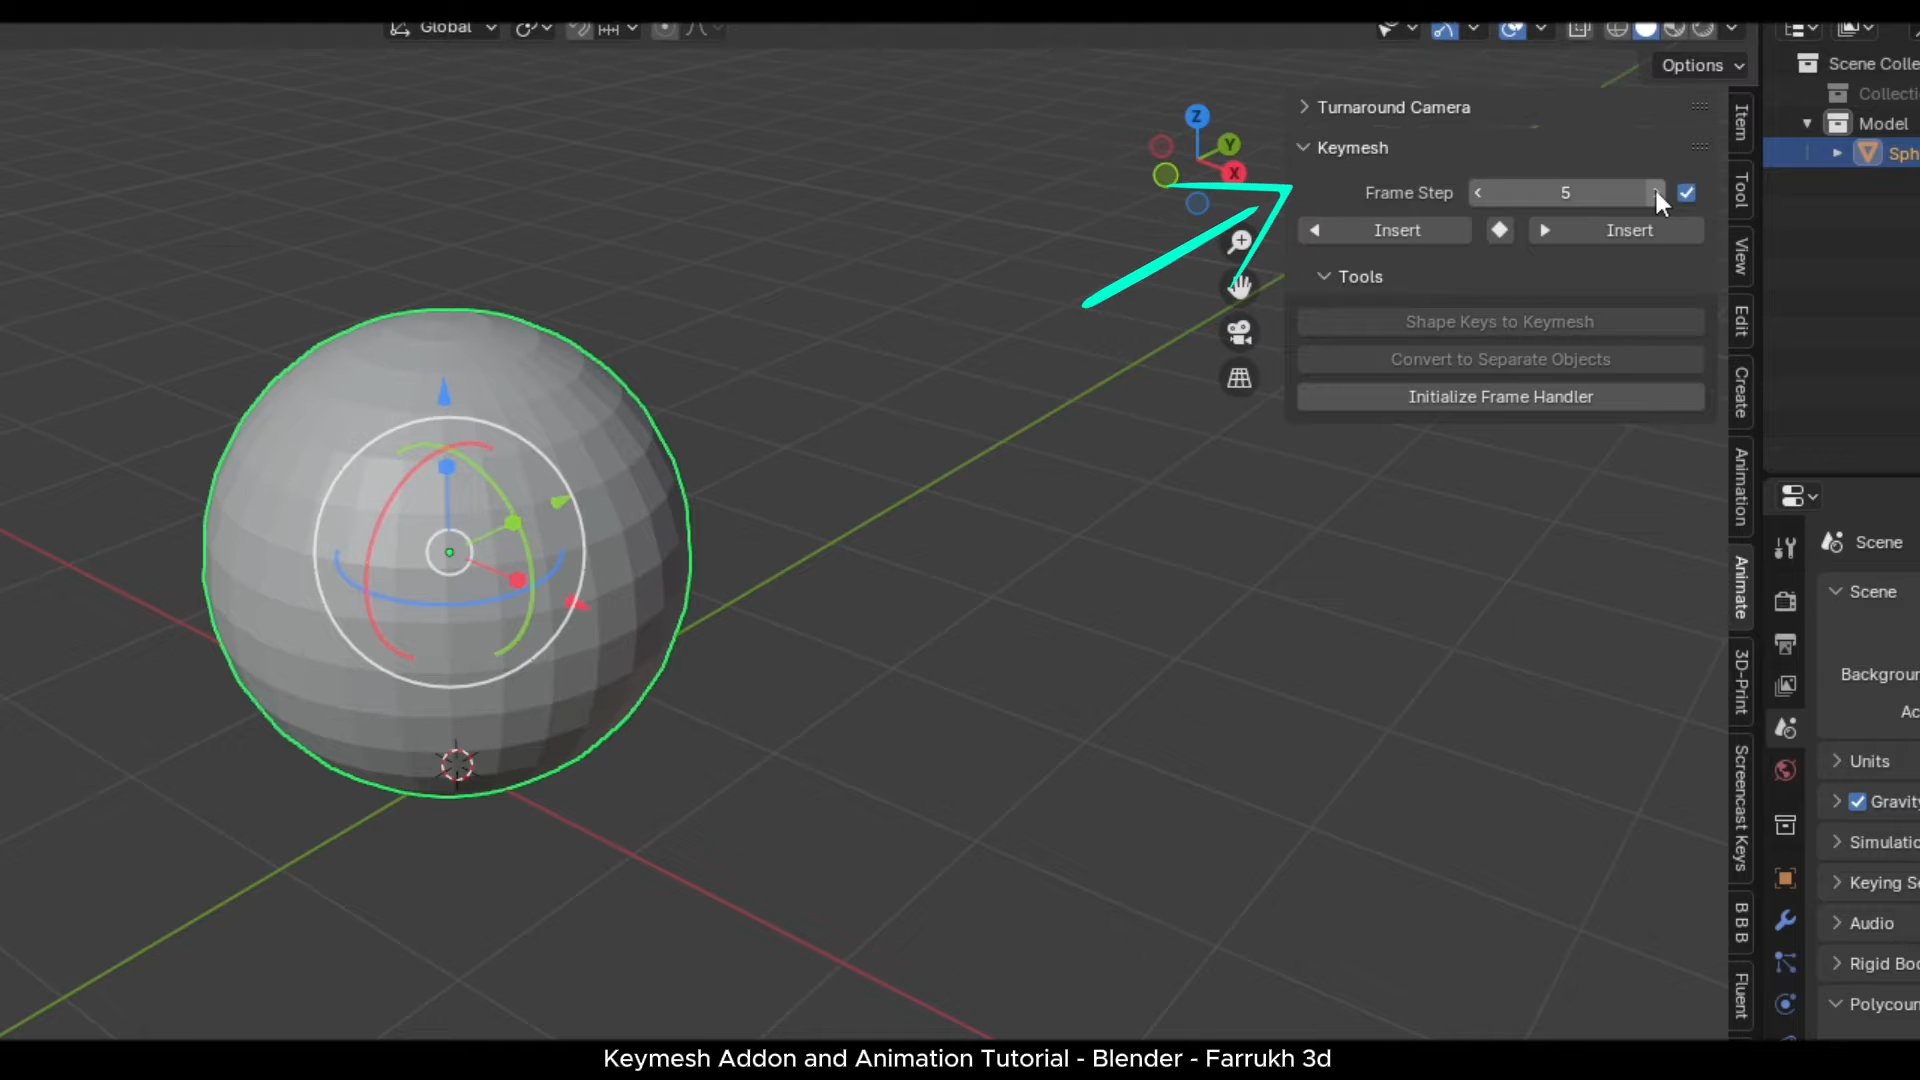 Global
Options
Scene Colle
Collecti
Model
Sph
Turnaround Camera
Keymesh
Frame Step
5
Insert
Insert
Tools
Shape Keys to Keymesh
Convert to Separate Objects
Initialize Frame Handler
Z
Y
X
Item
Tool
View
Edit
Create
Animation
Animate
3D-Print
Screencast Keys
B B B
Fluent
Scene
Scene
Backgroun
Ac
Units
Gravity
Simulatio
Keying Se
Audio
Rigid Bod
Polycoun
Keymesh Addon and Animation Tutorial - Blender - Farrukh 3d